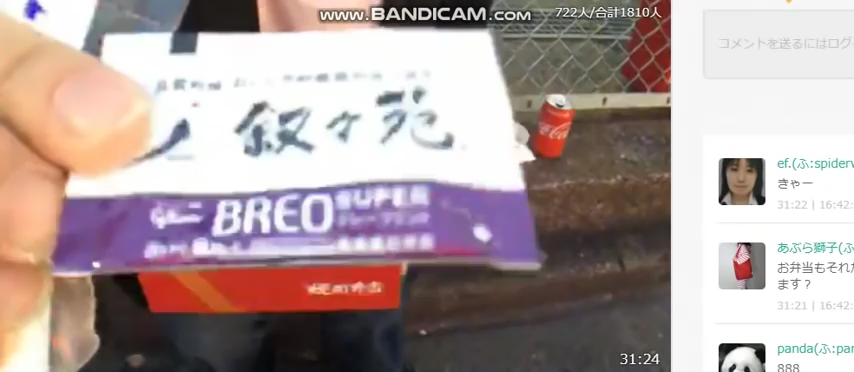 www.BANDICAM.com
722人/合計1810人
コメントを送るにはログ
叙々苑
BREO
SUPER
Coca-Cola
31:24
ef.(ふ:spiderw
きゃー
31:22 | 16:42:
あぶら獅子(ふ
お弁当もそれ
ます？
31:21 | 16:42:
panda(ふ:par
888